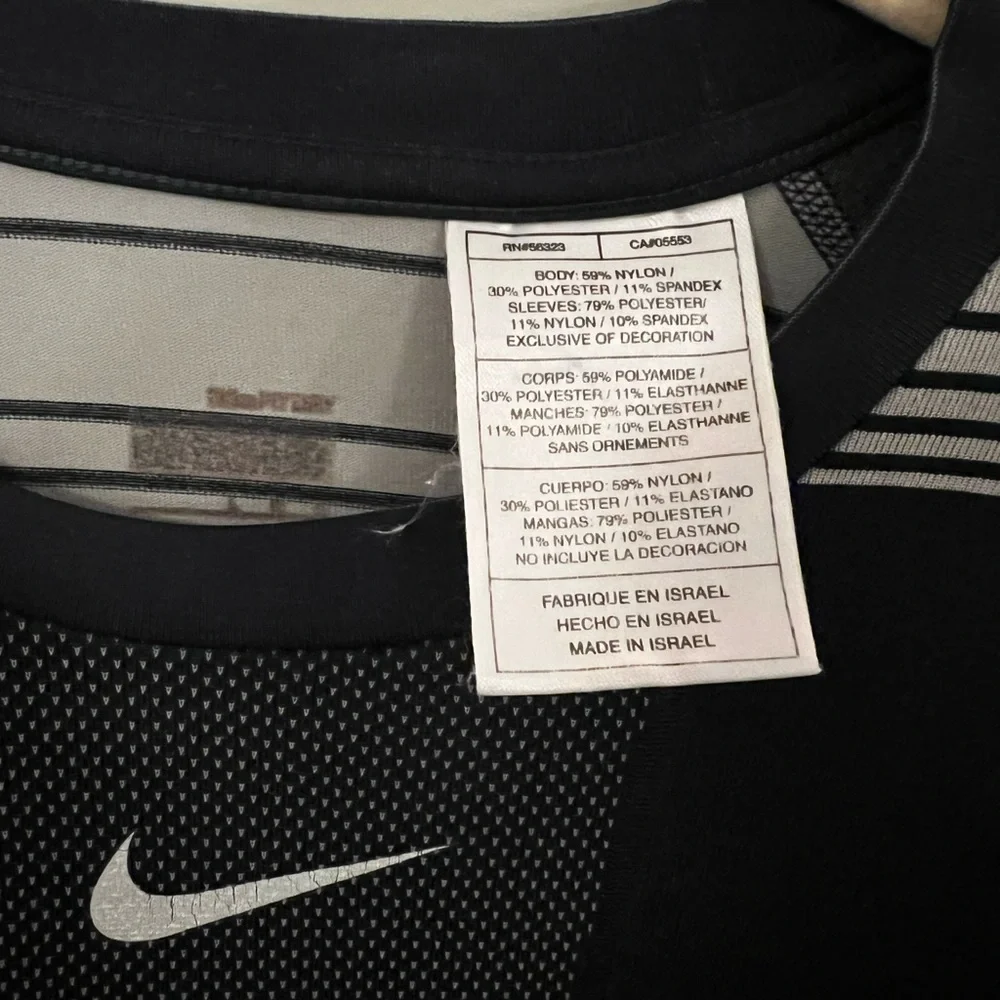 RN#56323 CA#05553
BODY: 59% NYLON /
30% POLYESTER / 11% SPANDEX
SLEEVES: 79% POLYESTER/
11% NYLON / 10% SPANDEX
EXCLUSIVE OF DECORATION
CORPS: 59% POLYAMIDE /
30% POLYESTER / 11% ELASTHANNE
MANCHES: 79% POLYESTER /
11% POLYAMIDE / 10% ELASTHANNE
SANS ORNEMENTS
CUERPO: 59% NYLON /
30% POLIESTER / 11% ELASTANO
MANGAS: 79% POLIESTER /
11% NYLON / 10% ELASTANO
NO INCLUYE LA DECORACION
FABRIQUE EN ISRAEL
HECHO EN ISRAEL
MADE IN ISRAEL